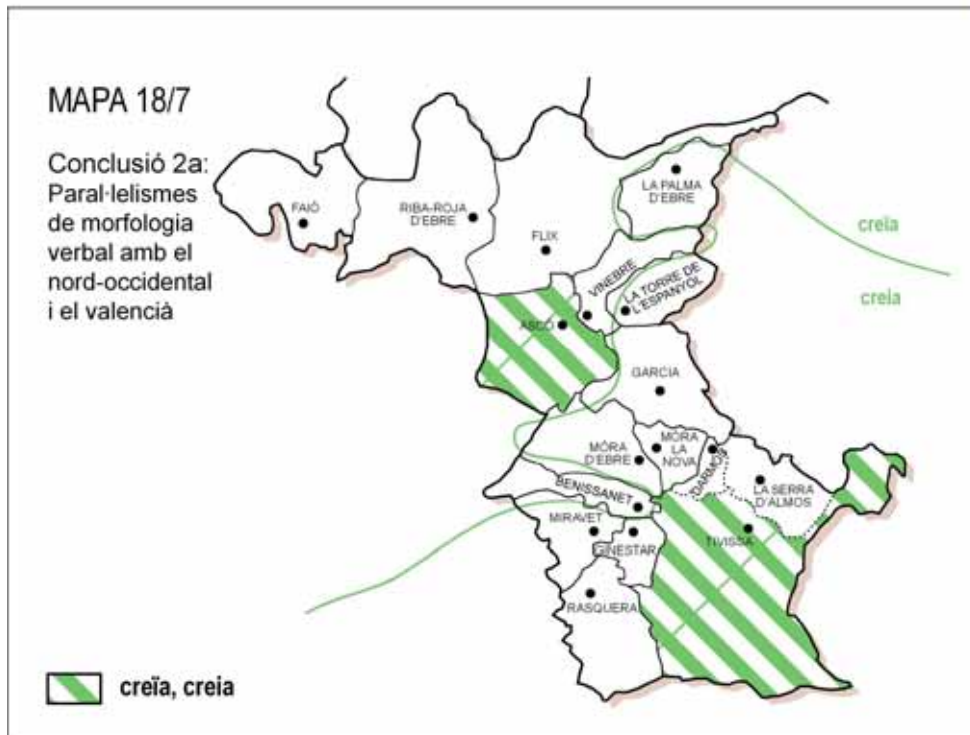 MAPA 18/7
Conclusió 2a:
Paral·lelismes
de morfologia
verbal amb el
nord-occidental
i el valencià
FAIÓ
RIBA-ROJA
D'EBRE
FLIX
LA PALMA
D'EBRE
creïa
creia
VINEBRE
LA TORRE DE
L'ESPANYOL
ASCÓ
GARCIA
MÓRA
D'EBRE
MÓRA
LA
NOVA
DARMÓS
LA SERRA
D'ALMOS
BENISSANET
MIRAVET
GINESTAR
TIVISSA
RASQUERA
creïa, creia